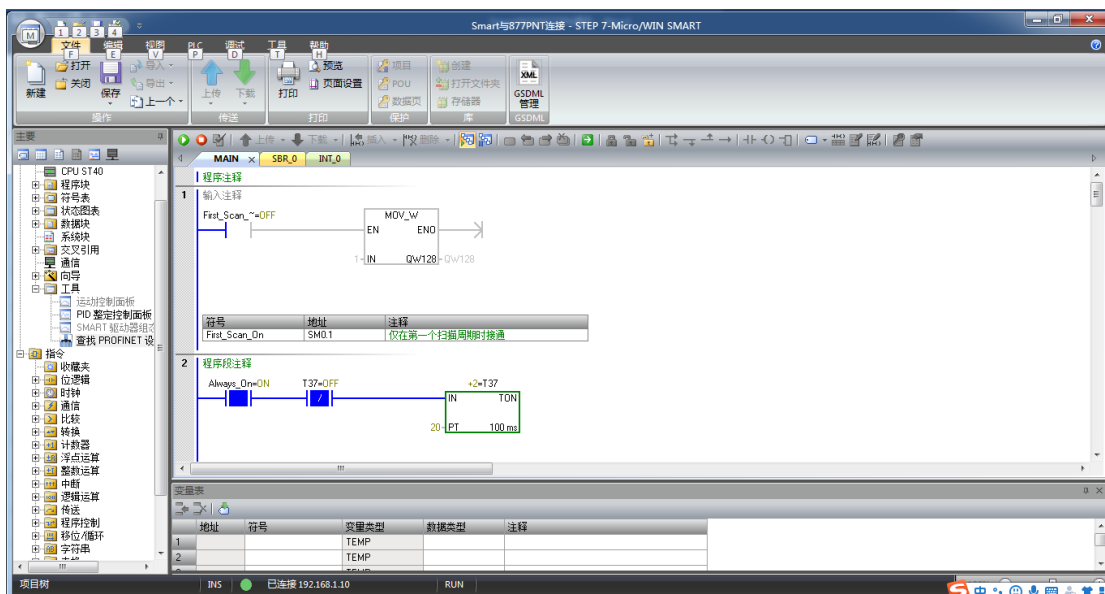 Smart与877PNT连接 - STEP 7-Micro/WIN SMART
M 1 2 3 4
文件 编辑 视图 PLC 调试 工具 帮助
F E V P D T H
新建 打开 关闭 保存 导入 导出 上一个 上传 下载 打印 预览 页面设置 项目 POU 数据页 创建 打开文件夹 存储器 XML GSDML 管理
操作 传送 打印 保护 库 GSDML
主要
上传 下载 插入 删除
MAIN SBR_0 INT_0
CPU ST40
程序块
符号表
状态图表
数据块
系统块
交叉引用
通信
向导
工具
运动控制面板
PID 整定控制面板
SMART 驱动器组态
查找 PROFINET 设
指令
收藏夹
位逻辑
时钟
通信
比较
转换
计数器
浮点运算
整数运算
中断
逻辑运算
传送
程序控制
移位/循环
字符串
程序注释
1 输入注释
First_Scan_~=OFF MOV_W
EN ENO
1 IN QW128 QW128
符号 地址 注释
First_Scan_On SM0.1 仅在第一个扫描周期时接通
2 程序段注释
Always_On=ON T37=OFF +2=T37
/ IN TON
20 PT 100 ms
变量表
地址 符号 变量类型 数据类型 注释
1 TEMP
2 TEMP
项目树 INS 已连接 192.168.1.10 RUN
S 中